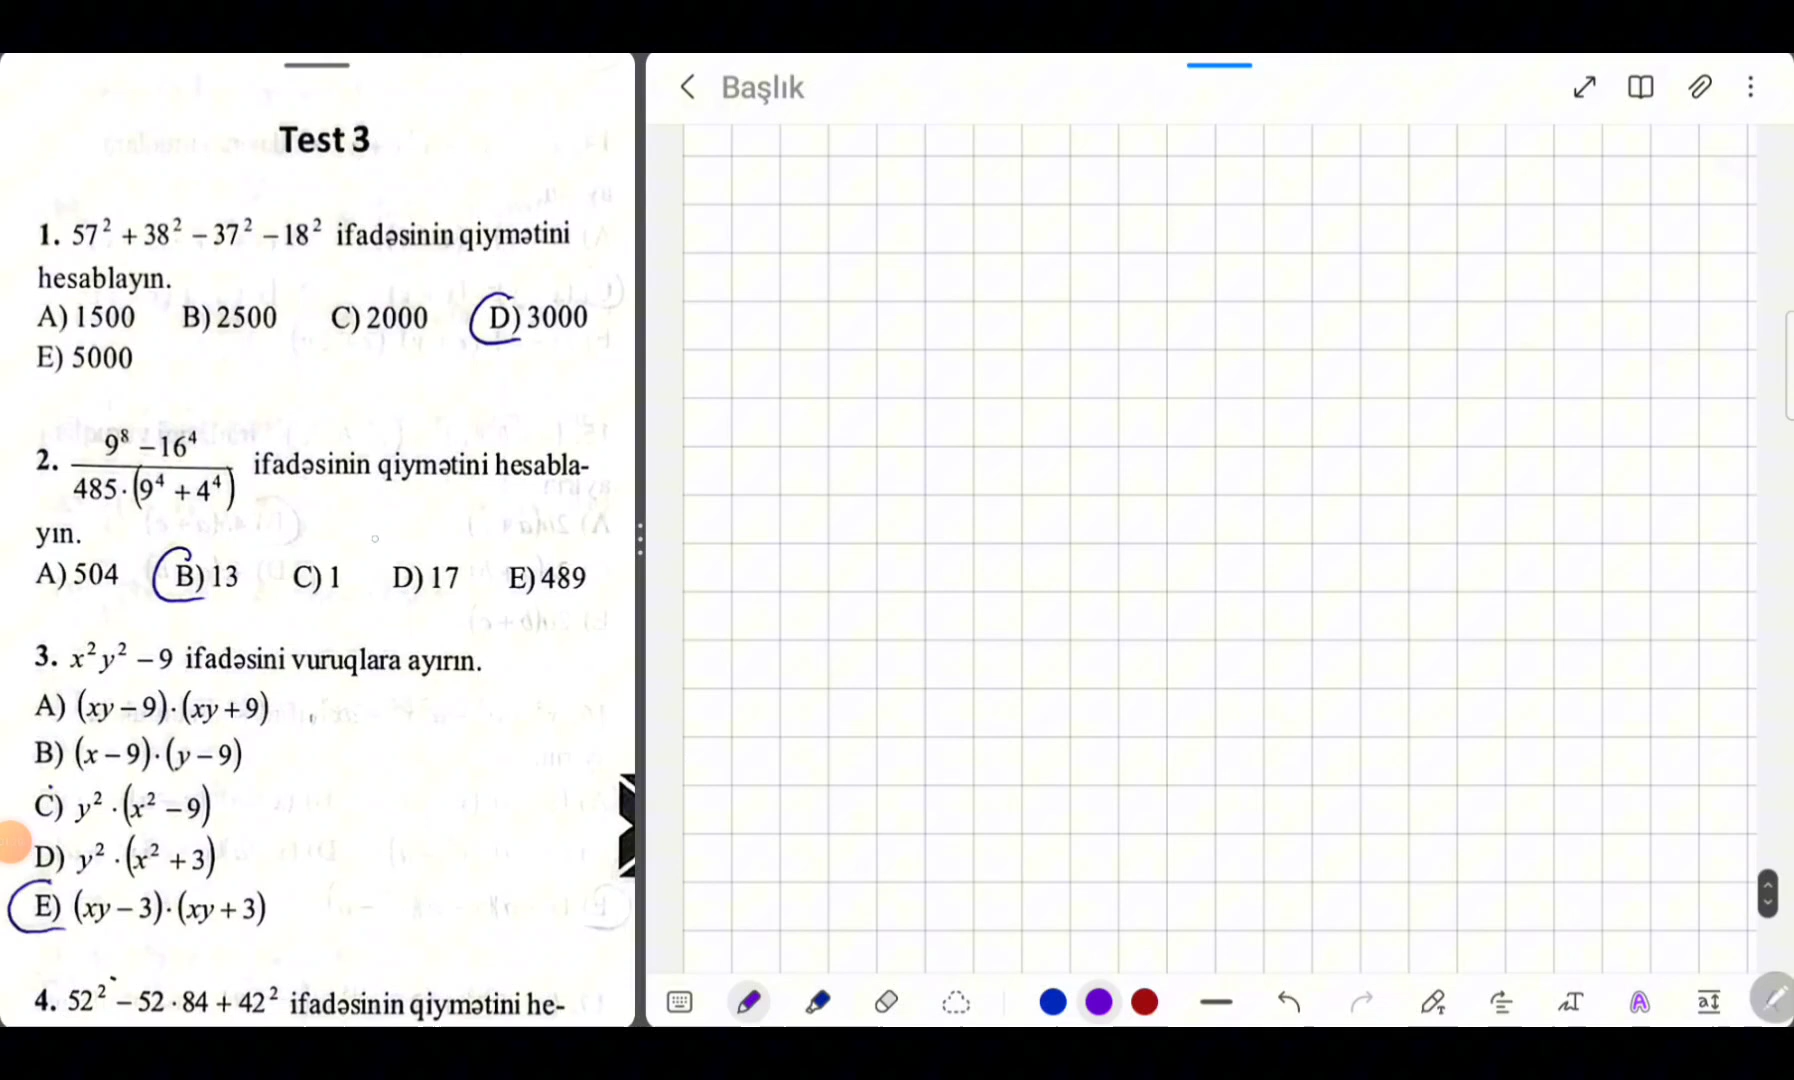 Başlık
Test 3
1. 57² + 38² − 37² − 18² ifadəsinin qiymətini
hesablayın.
A) 1500 B) 2500 C) 2000 D) 3000
E) 5000
9⁸ − 16⁴
2. ifadəsinin qiymətini hesabla-
485 · (9⁴ + 4⁴)
yın.
A) 504 B) 13 C) 1 D) 17 E) 489
3. x²y² − 9 ifadəsini vuruqlara ayırın.
A) (xy − 9)·(xy + 9)
B) (x − 9)·(y − 9)
C) y² · (x² − 9)
D) y² · (x² + 3)
E) (xy − 3)·(xy + 3)
4. 52² − 52 · 84 + 42² ifadəsinin qiymətini he-